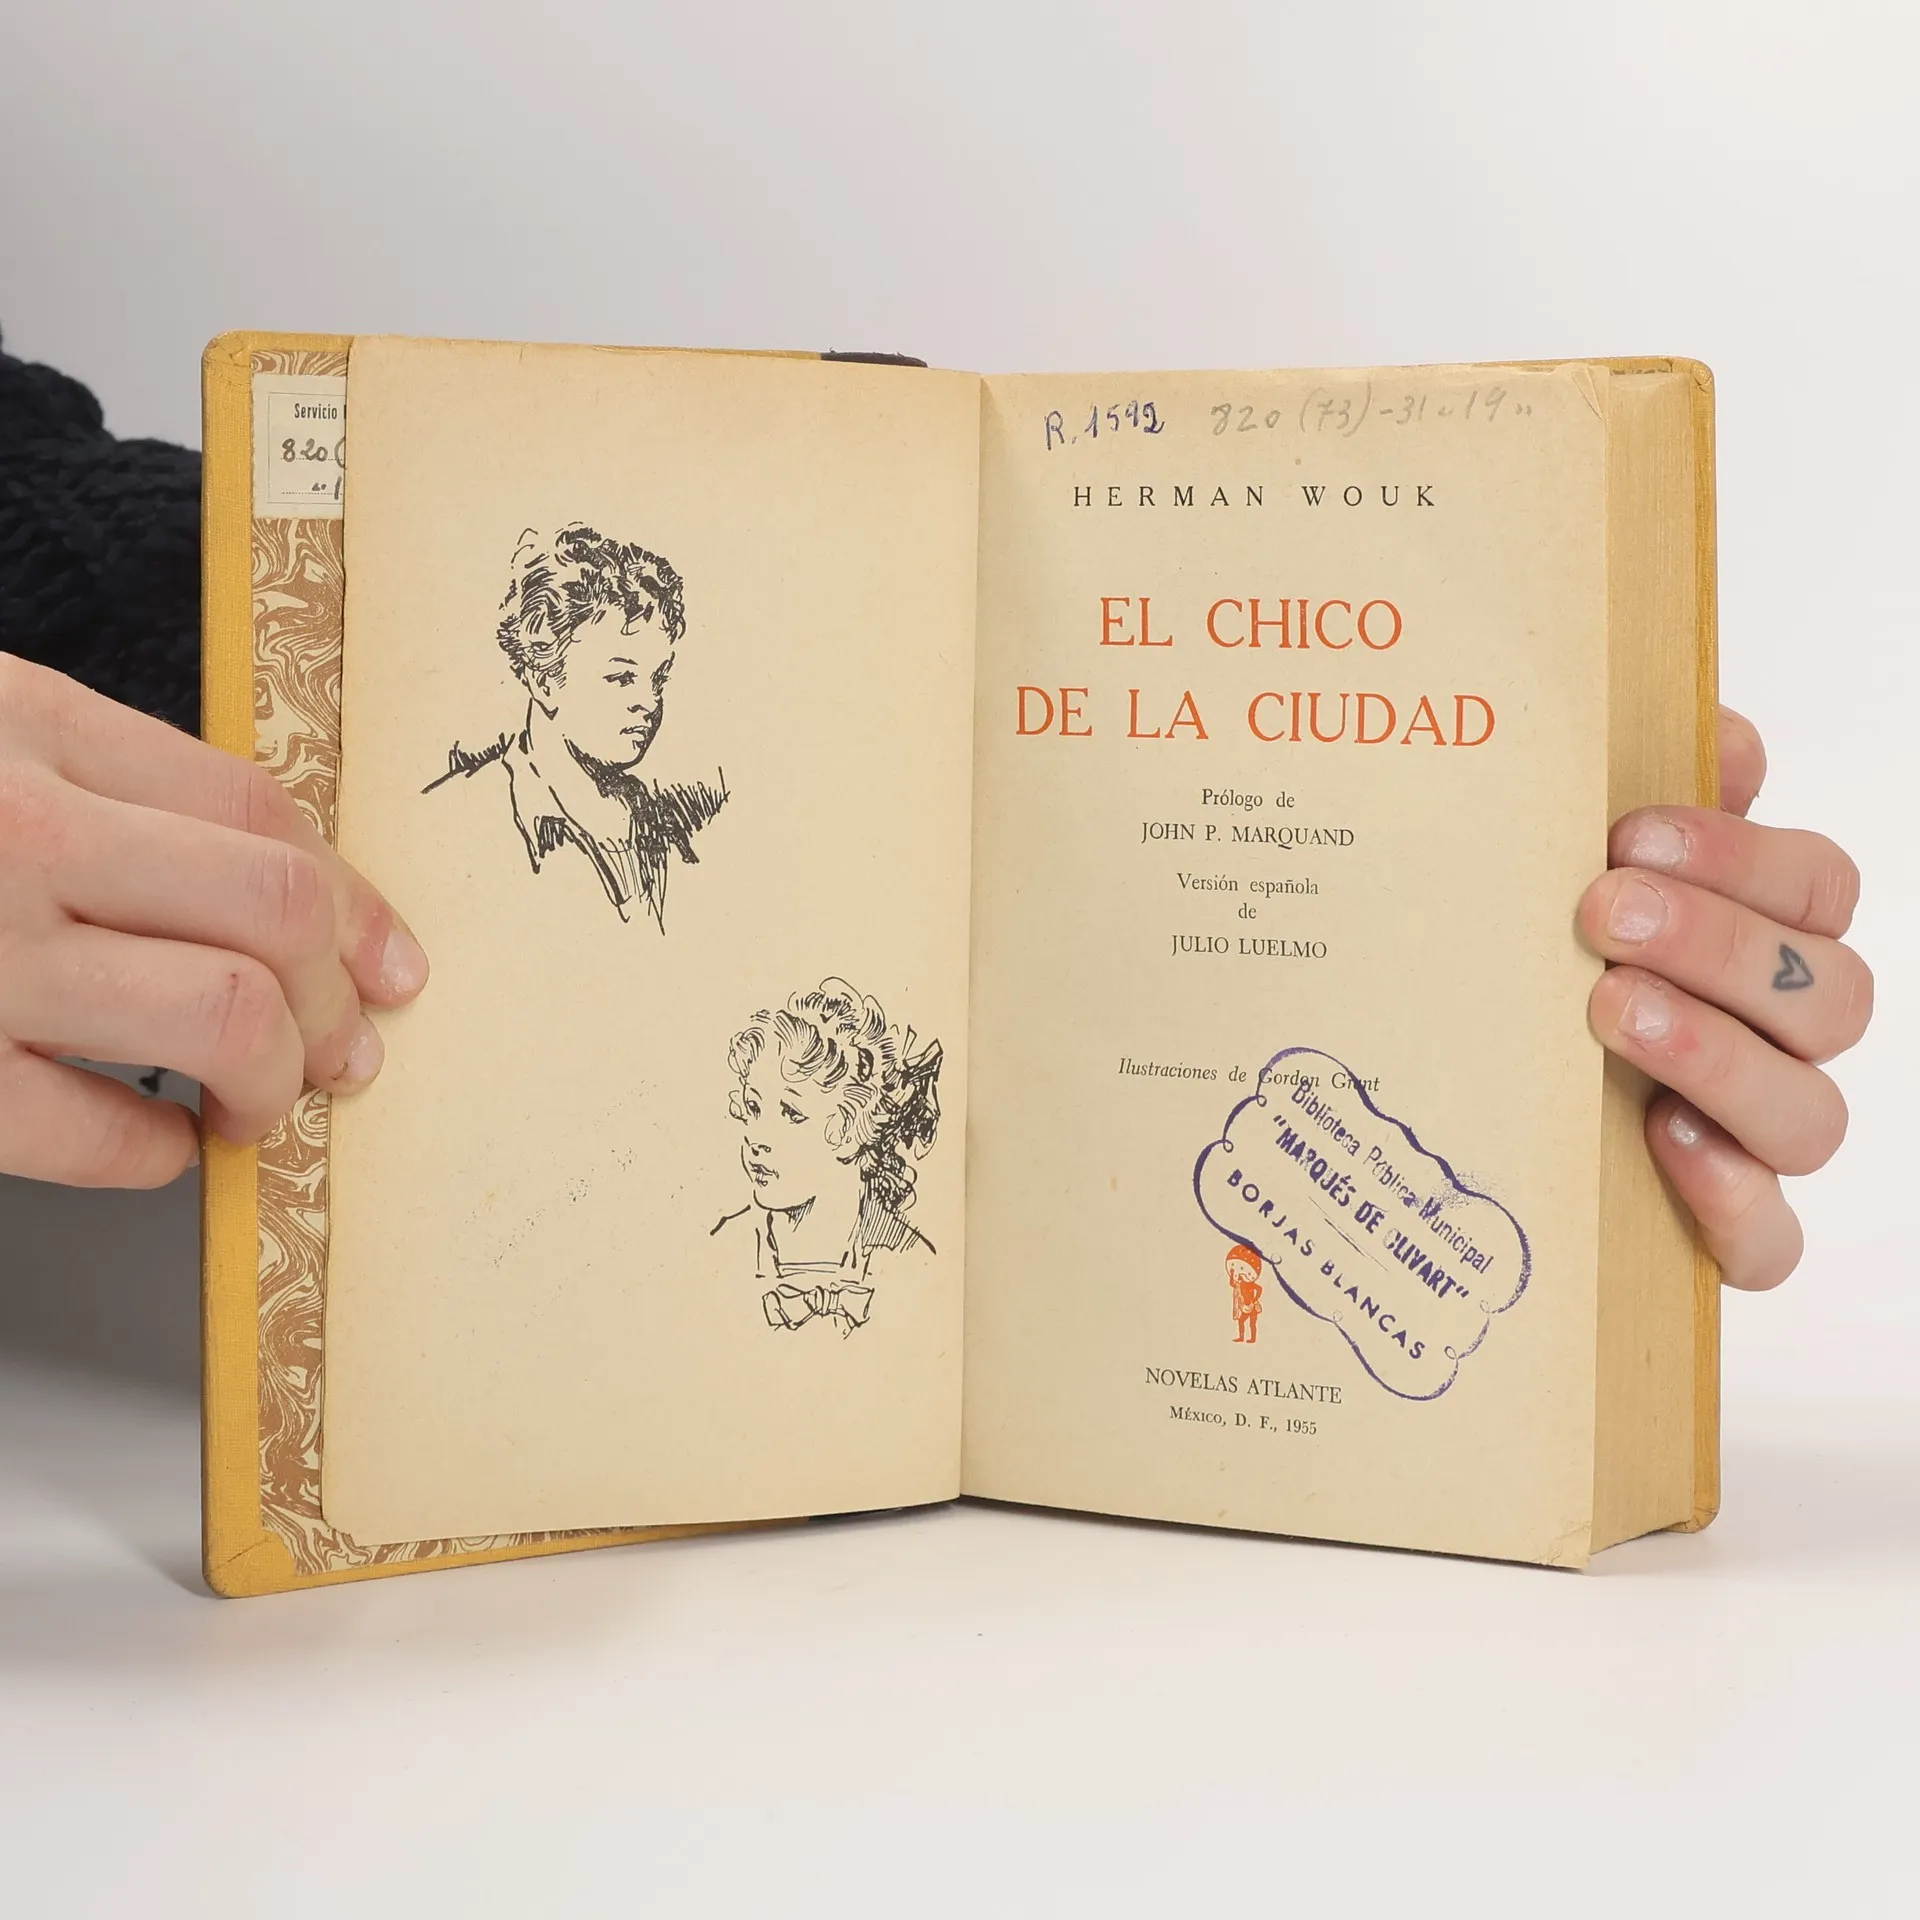 Servicio
820(
R. 1592 820 (73)-31 «19»
HERMAN WOUK
EL CHICO
DE LA CIUDAD
Prólogo de
JOHN P. MARQUAND
Versión española
de
JULIO LUELMO
Ilustraciones de Gordon Grant
Biblioteca Pública Municipal
"MARQUÉS DE OLIVART"
BORJAS BLANCAS
NOVELAS ATLANTE
MÉXICO, D. F., 1955